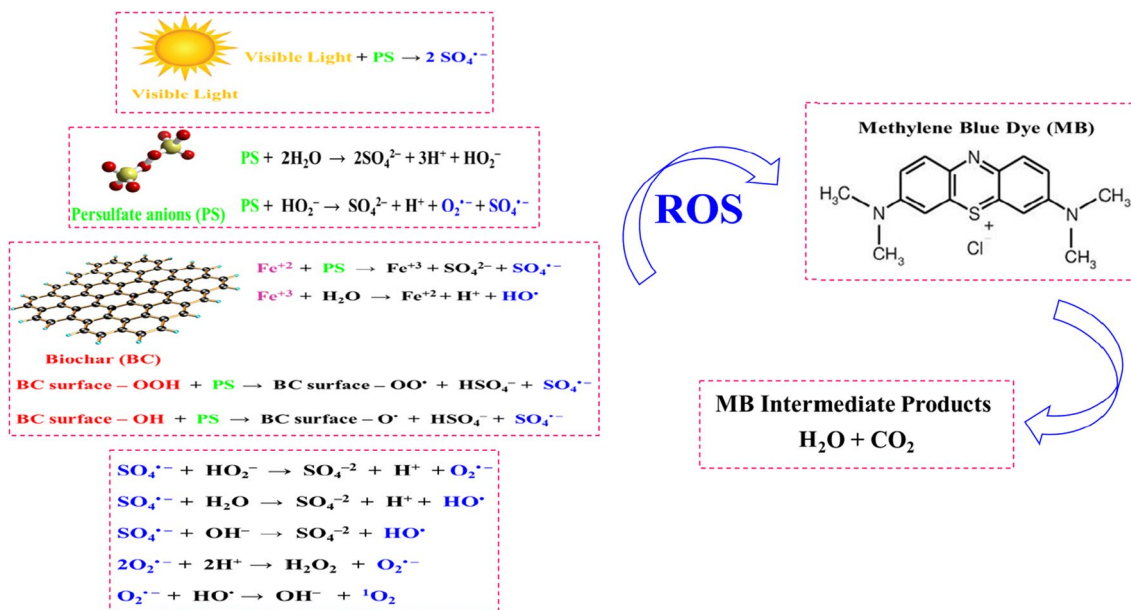 Visible Light + PS → 2 SO₄•⁻
Visible Light
PS + 2H₂O → 2SO₄²⁻ + 3H⁺ + HO₂⁻
PS + HO₂⁻ → SO₄²⁻ + H⁺ + O₂•⁻ + SO₄•⁻
Persulfate anions (PS)
Fe⁺² + PS → Fe⁺³ + SO₄²⁻ + SO₄•⁻
Fe⁺³ + H₂O → Fe⁺² + H⁺ + HO•
Biochar (BC)
BC surface – OOH + PS → BC surface – OO• + HSO₄⁻ + SO₄•⁻
BC surface – OH + PS → BC surface – O• + HSO₄⁻ + SO₄•⁻
SO₄•⁻ + HO₂⁻ → SO₄⁻² + H⁺ + O₂•⁻
SO₄•⁻ + H₂O → SO₄⁻² + H⁺ + HO•
SO₄•⁻ + OH⁻ → SO₄⁻² + HO•
2O₂•⁻ + 2H⁺ → H₂O₂ + O₂•⁻
O₂•⁻ + HO• → OH⁻ + ¹O₂
ROS
Methylene Blue Dye (MB)
N
H₃C
N
S
+
N
CH₃
Cl⁻
CH₃
CH₃
MB Intermediate Products
H₂O + CO₂